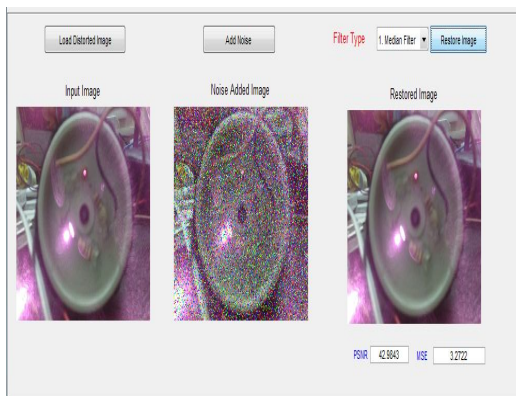 Load Distorted Image
Add Noise
Filter Type
1. Median Filter
Restore Image
Input Image
Noise Added Image
Restored Image
PSNR 42.9843 MSE 3.2722